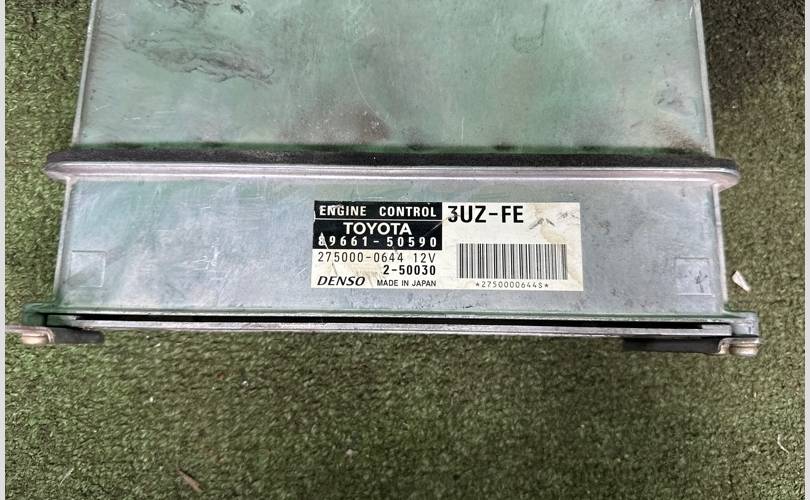 ENGINE CONTROL 3UZ-FE
TOYOTA
89661-50590
275000-0644 12V
2-50030
DENSO MADE IN JAPAN
*2750000644S*